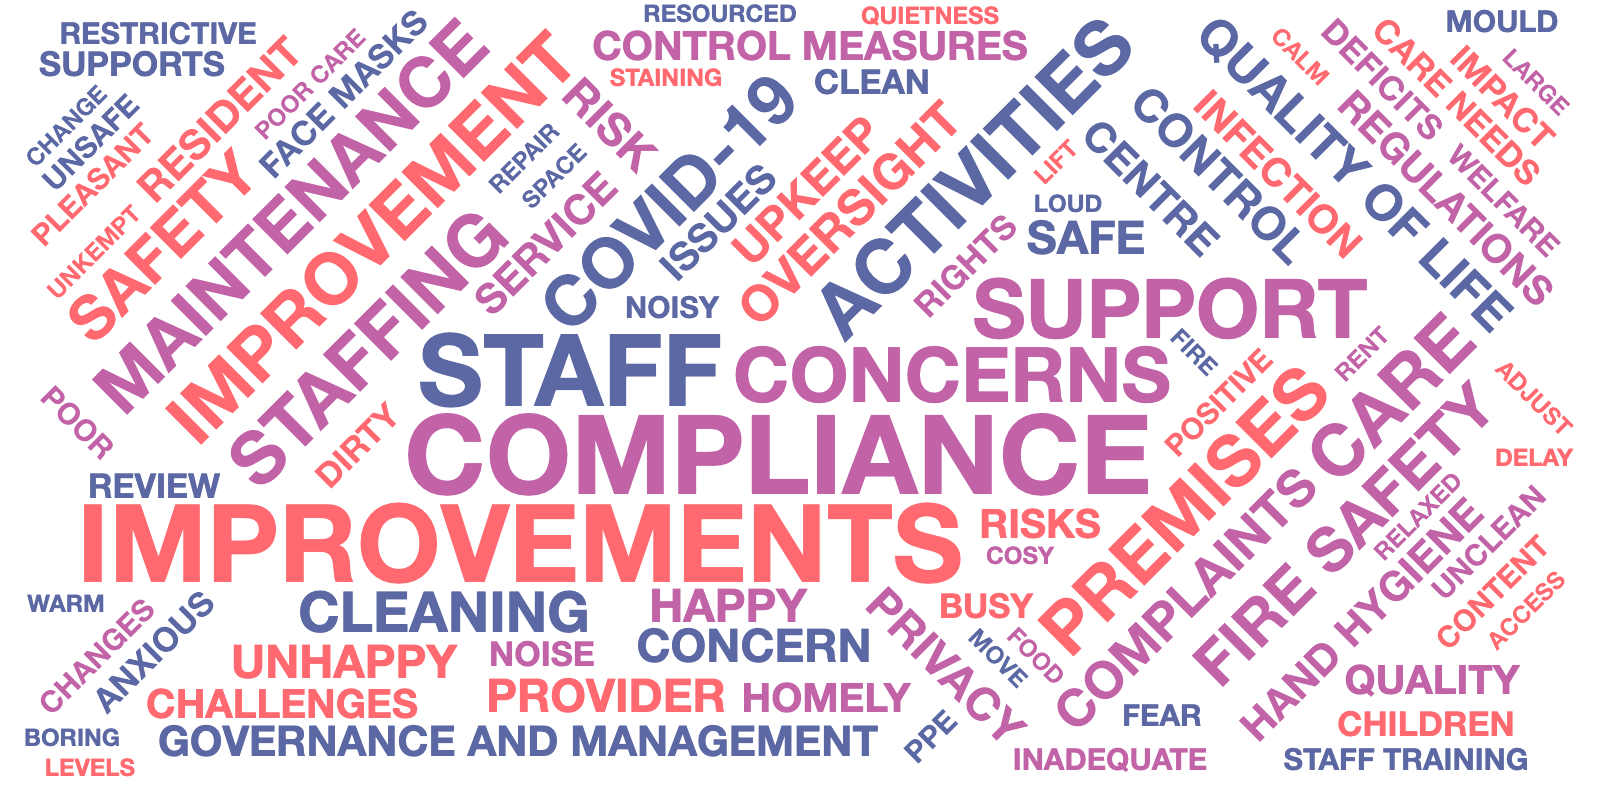 RESTRICTIVE
SUPPORTS
CHANGE
UNSAFE
PLEASANT
UNKEMPT
RESIDENT
SAFETY
POOR CARE
FACE MASKS
MAINTENANCE
IMPROVEMENT
STAFFING
RISK
REPAIR
SPACE
SERVICE
RESOURCED
QUIETNESS
CONTROL MEASURES
STAINING
CLEAN
COVID-19
ISSUES
UPKEEP
OVERSIGHT
NOISY
ACTIVITIES
RIGHTS
LIFT
LOUD
SAFE
CENTRE
CONTROL
INFECTION
QUALITY OF LIFE
CALM
DEFICITS
REGULATIONS
CARE NEEDS
IMPACT
MOULD
LARGE
WELFARE
SUPPORT
STAFF
CONCERNS
FIRE
POSITIVE
RENT
POOR
DIRTY
COMPLIANCE
PREMISES
CARE
ADJUST
DELAY
REVIEW
IMPROVEMENTS
RISKS
COSY
COMPLAINTS
FIRE SAFETY
RELAXED
HAND HYGIENE
UNCLEAN
CONTENT
ACCESS
WARM
CHANGES
ANXIOUS
CLEANING
HAPPY
BUSY
UNHAPPY
NOISE
CONCERN
PRIVACY
MOVE
FOOD
CHALLENGES
PROVIDER
HOMELY
QUALITY
BORING
GOVERNANCE AND MANAGEMENT
PPE
FEAR
CHILDREN
LEVELS
INADEQUATE
STAFF TRAINING